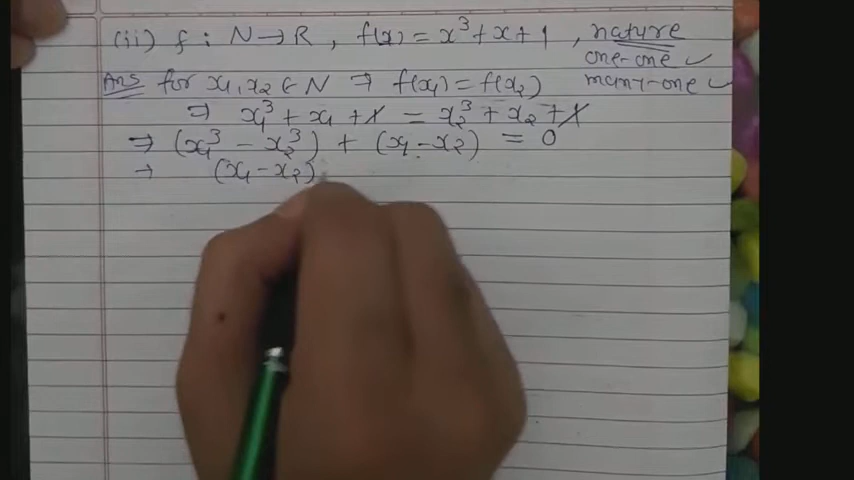 (ii) f : N → R , f(x) = x³ + x + 1 , nature
one-one ✓
Ans for x₁, x₂ ∈ N ⇒ f(x₁) = f(x₂) many-one ✓
⇒ x₁³ + x₁ + 1 = x₂³ + x₂ + 1
⇒ (x₁³ - x₂³) + (x₁ - x₂) = 0
→ (x₁ - x₂)